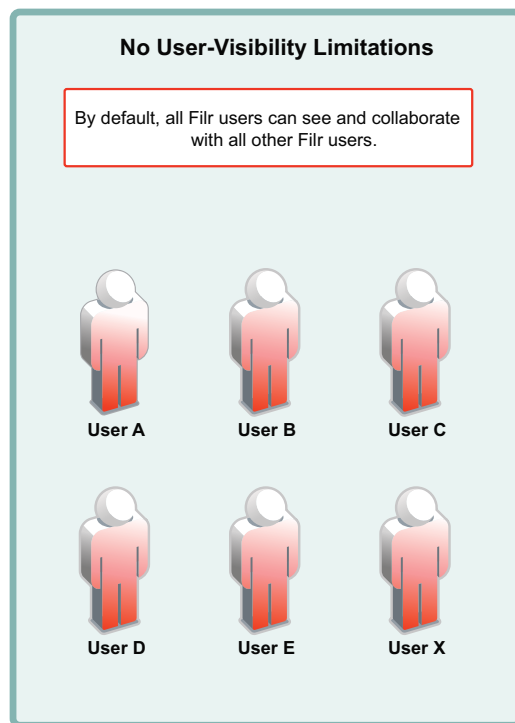 No User-Visibility Limitations
By default, all Filr users can see and collaborate
with all other Filr users.
User A
User B
User C
User D
User E
User X